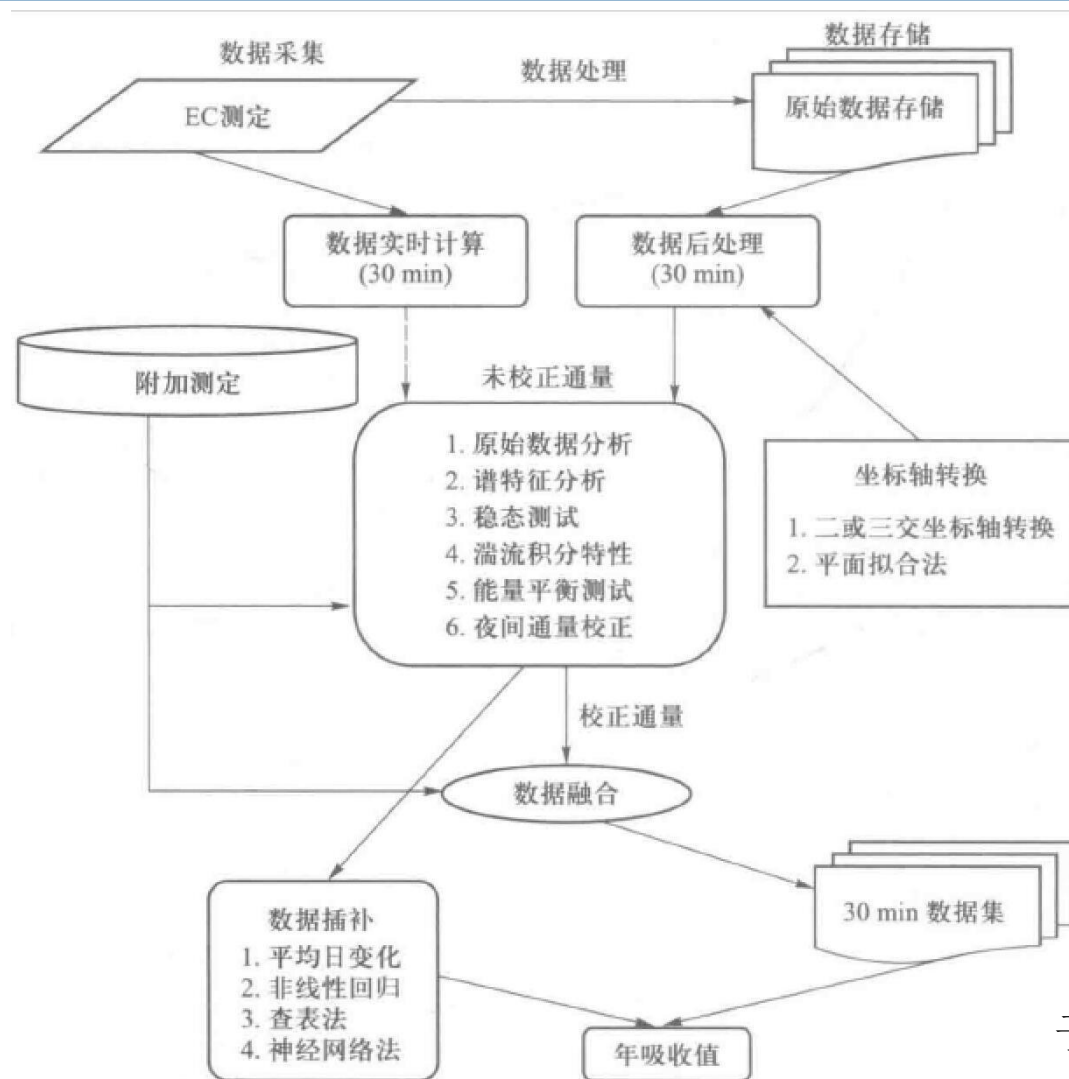 数据采集
数据处理
数据存储
EC测定
原始数据存储
数据实时计算
(30 min)
数据后处理
(30 min)
附加测定
未校正通量
1. 原始数据分析
2. 谱特征分析
3. 稳态测试
4. 湍流积分特性
5. 能量平衡测试
6. 夜间通量校正
坐标轴转换
1. 二或三交坐标轴转换
2. 平面拟合法
校正通量
数据融合
30 min 数据集
数据插补
1. 平均日变化
2. 非线性回归
3. 查表法
4. 神经网络法
年吸收值